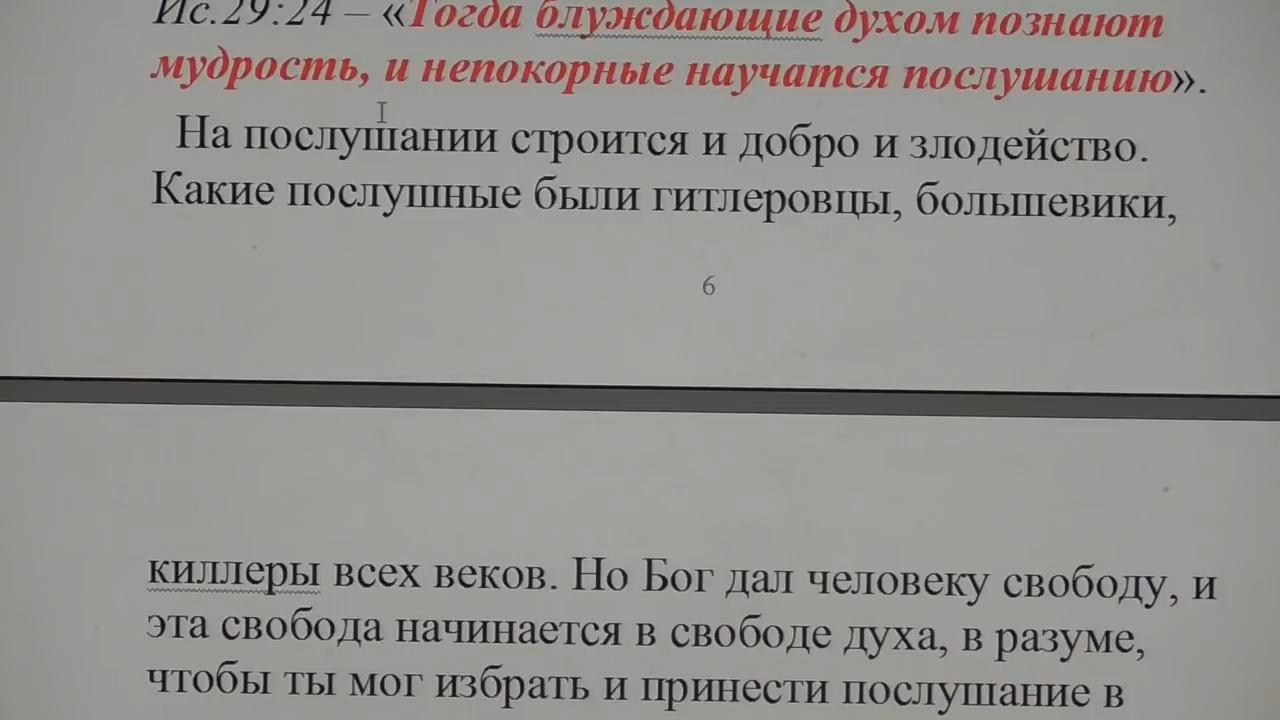 Ис.29:24 – «Тогда блуждающие духом познают
мудрость, и непокорные научатся послушанию».
На послушании строится и добро и злодейство.
Какие послушные были гитлеровцы, большевики,
6
киллеры всех веков. Но Бог дал человеку свободу, и
эта свобода начинается в свободе духа, в разуме,
чтобы ты мог избрать и принести послушание в